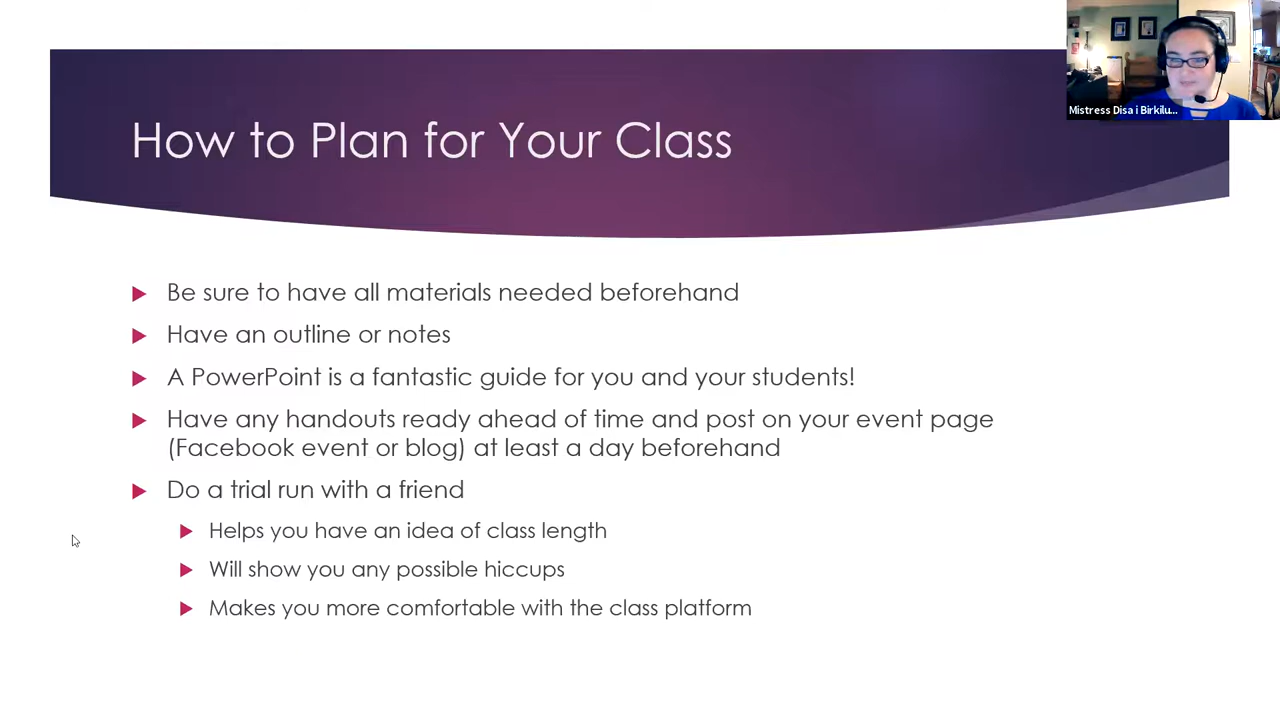 How to Plan for Your Class
Mistress Disa i Birkilu...
Be sure to have all materials needed beforehand
Have an outline or notes
A PowerPoint is a fantastic guide for you and your students!
Have any handouts ready ahead of time and post on your event page
(Facebook event or blog) at least a day beforehand
Do a trial run with a friend
Helps you have an idea of class length
Will show you any possible hiccups
Makes you more comfortable with the class platform